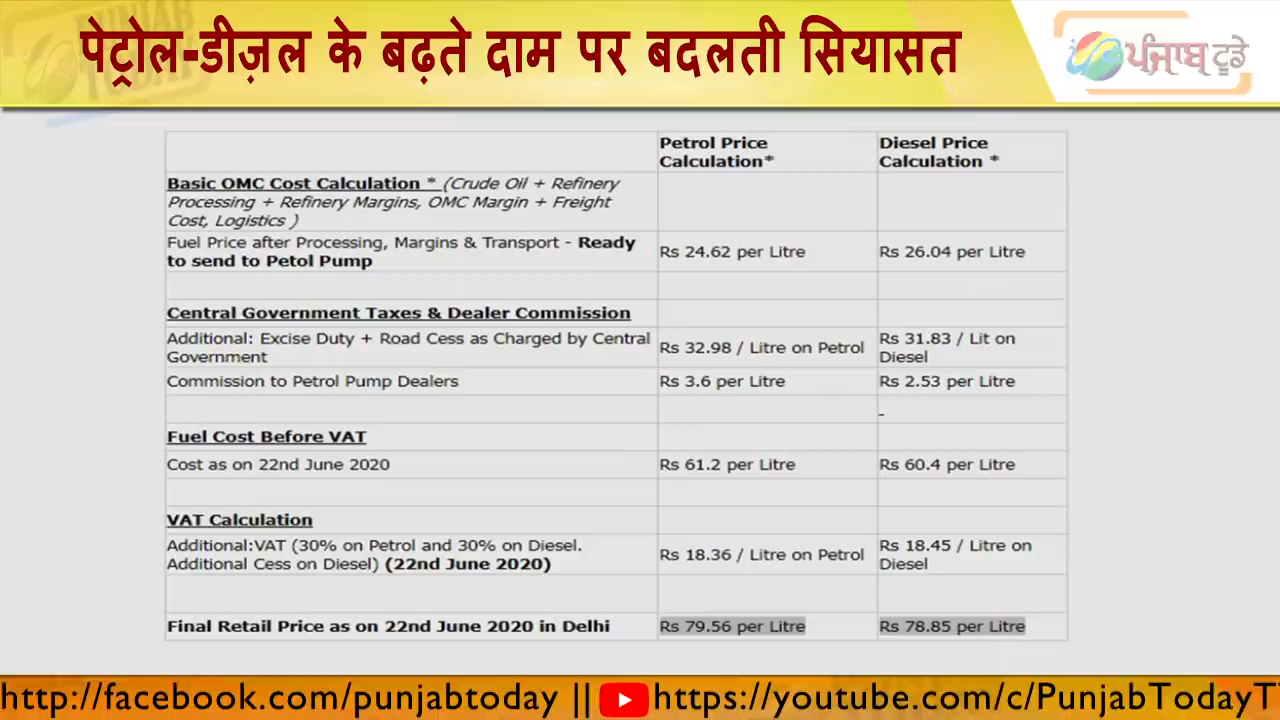 पेट्रोल-डीज़ल के बढ़ते दाम पर बदलती सियासत
ਪੰਜਾਬ ਟੂਡੇ
Petrol Price Calculation* Diesel Price Calculation *
Basic OMC Cost Calculation * (Crude Oil + Refinery
Processing + Refinery Margins, OMC Margin + Freight
Cost, Logistics )
Fuel Price after Processing, Margins & Transport - Ready
to send to Petol Pump
Rs 24.62 per Litre
Rs 26.04 per Litre
Central Government Taxes & Dealer Commission
Additional: Excise Duty + Road Cess as Charged by Central
Government
Rs 32.98 / Litre on Petrol
Rs 31.83 / Lit on
Diesel
Commission to Petrol Pump Dealers
Rs 3.6 per Litre
Rs 2.53 per Litre
-
Fuel Cost Before VAT
Cost as on 22nd June 2020
Rs 61.2 per Litre
Rs 60.4 per Litre
VAT Calculation
Additional:VAT (30% on Petrol and 30% on Diesel.
Additional Cess on Diesel) (22nd June 2020)
Rs 18.36 / Litre on Petrol
Rs 18.45 / Litre on
Diesel
Final Retail Price as on 22nd June 2020 in Delhi
Rs 79.56 per Litre
Rs 78.85 per Litre
http://facebook.com/punjabtoday || https://youtube.com/c/PunjabTodayT